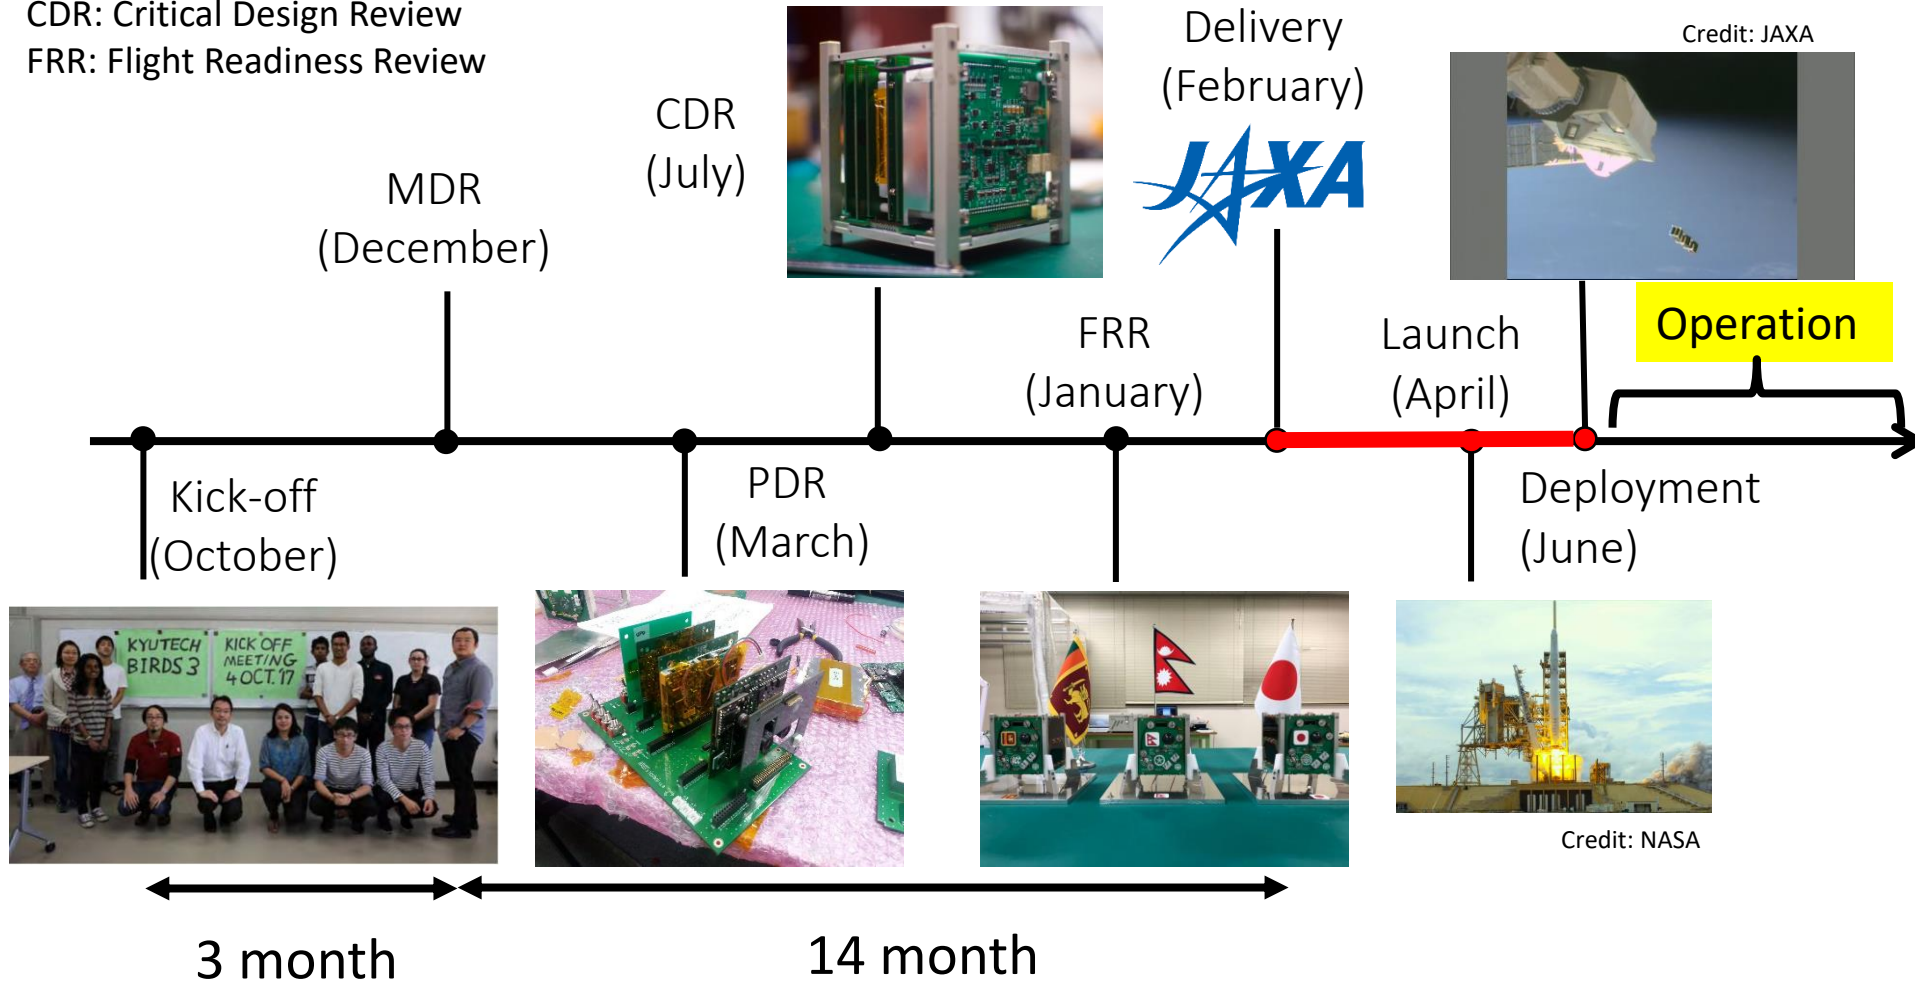 CDR: Critical Design Review
FRR: Flight Readiness Review
MDR
(December)
CDR
(July)
Delivery
(February)
JAXA
Credit: JAXA
FRR
(January)
Launch
(April)
Operation
Kick-off
(October)
PDR
(March)
Deployment
(June)
KYUTECH
BIRDS 3
KICK OFF
MEETING
4 OCT. 17
Credit: NASA
3 month
14 month